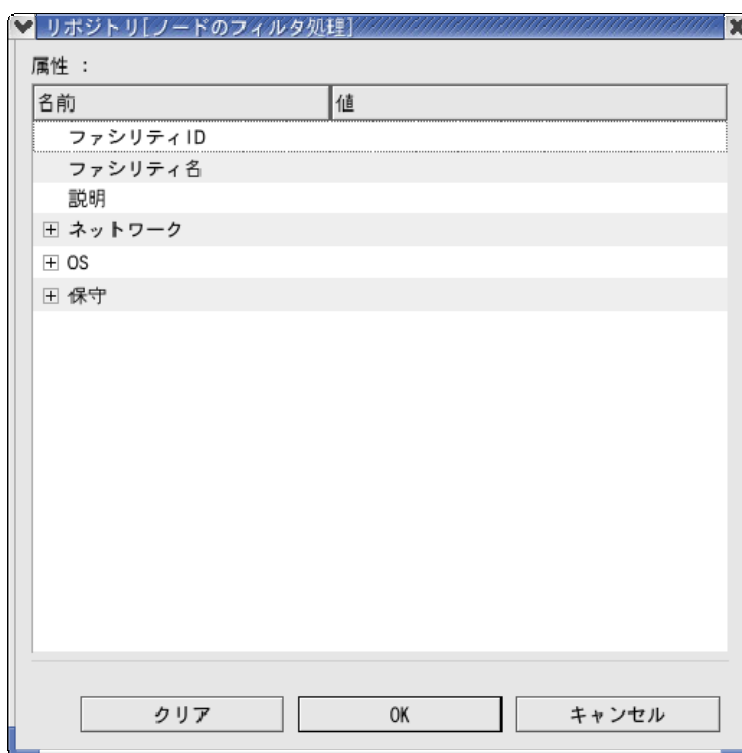 リポジトリ[ノードのフィルタ処理]
属性 :
名前 値
ファシリティID
ファシリティ名
説明
ネットワーク
OS
保守
クリア OK キャンセル